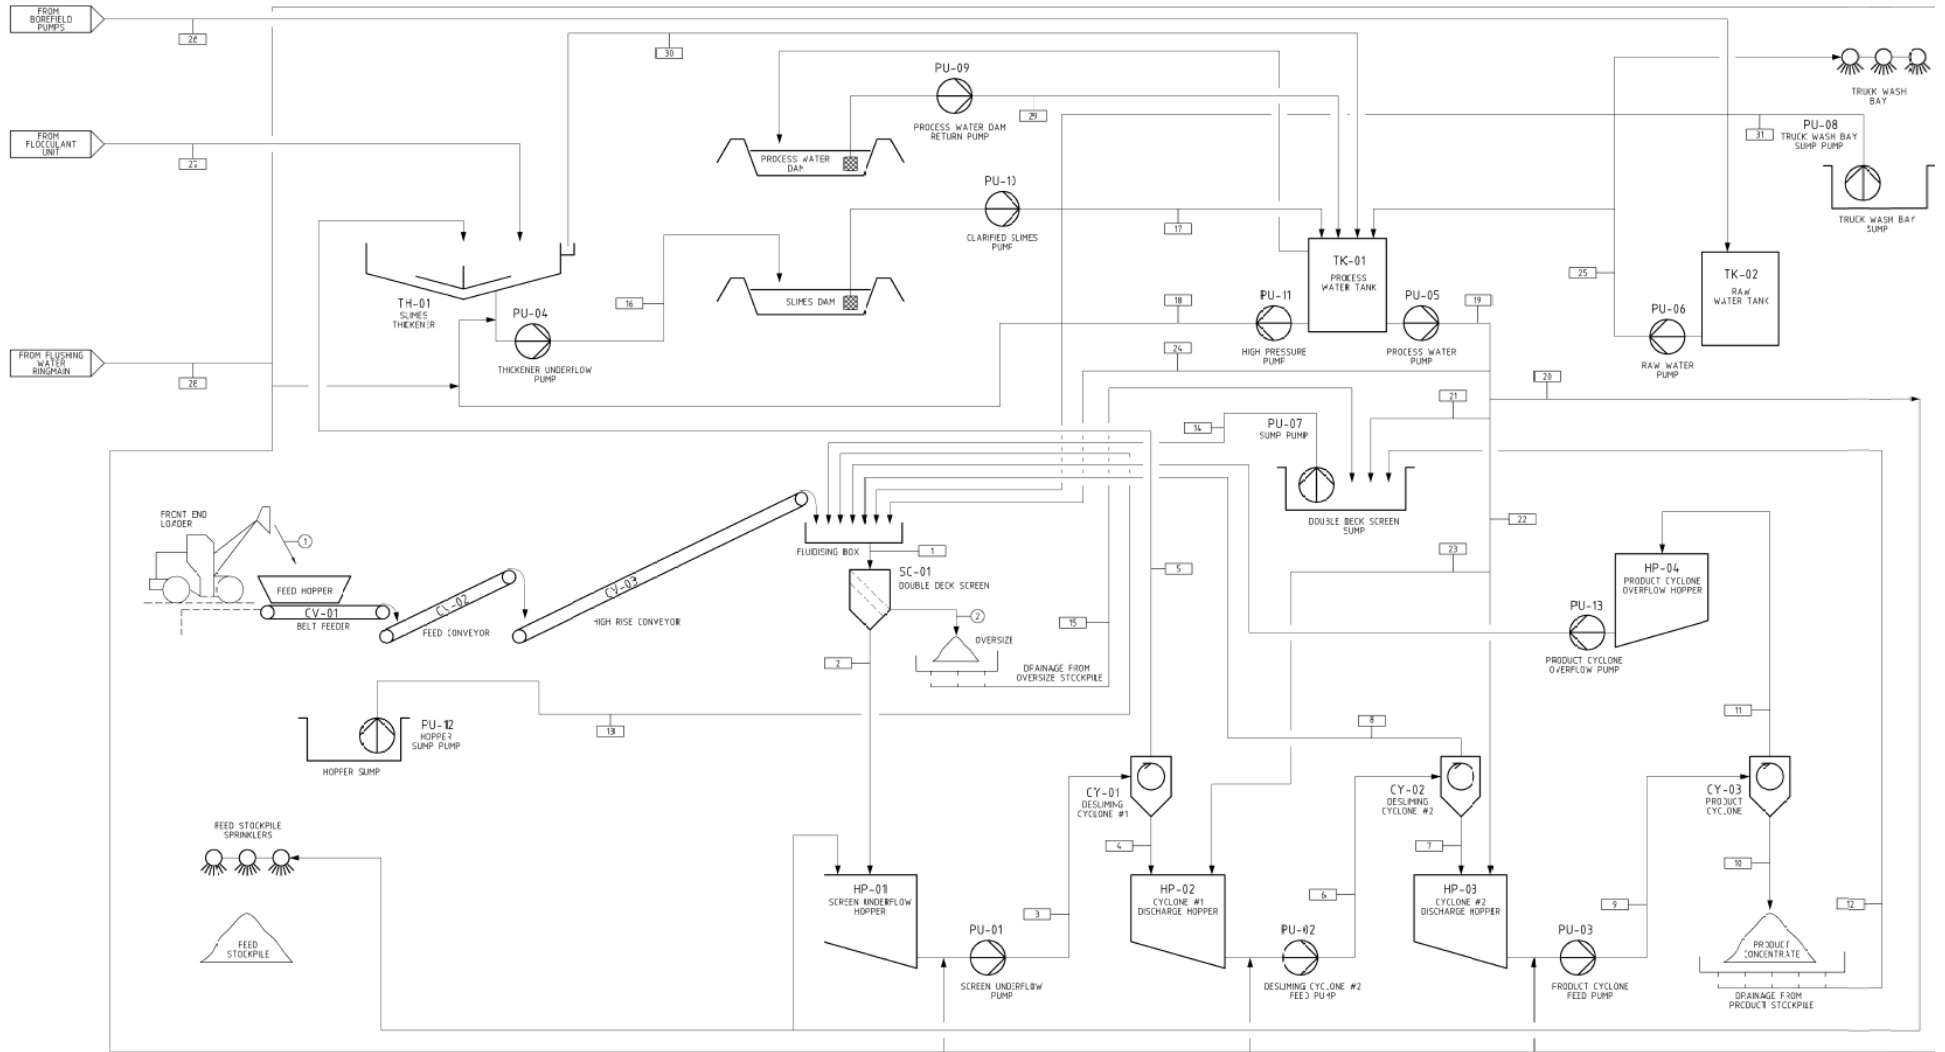 FROM
BOREFIELD
PUMPS
26
30
PU-09
PROCESS WATER DAM
RETURN PUMP
29
TRUCK WASH
BAY
PU-08
TRUCK WASH BAY
SUMP PUMP
31
FROM
FLOCCULANT
UNIT
27
PROCESS WATER
DAM
PU-10
CLARIFIED SLIMES
PUMP
17
TRUCK WASH BAY
SUMP
TK-01
PROCESS
WATER TANK
25
TK-02
RAW
WATER TANK
TH-01
SLIMES
THICKENER
16
SLIMES DAM
PU-04
THICKENER UNDERFLOW
PUMP
18
PU-11
HIGH PRESSURE
PUMP
PU-05
PROCESS WATER
PUMP
19
PU-06
RAW WATER
PUMP
FROM FLUSHING
WATER
RINGMAIN
28
24
20
21
14
PU-07
SUMP PUMP
DOUBLE DECK SCREEN
SUMP
22
23
FRONT END
LOADER
1
FEED HOPPER
CV-01
BELT FEEDER
CV-02
FEED CONVEYOR
CV-03
HIGH RISE CONVEYOR
FLUIDISING BOX
1
SC-01
DOUBLE DECK SCREEN
2
OVERSIZE
2
DRAINAGE FROM
OVERSIZE STOCKPILE
15
5
HP-04
PRODUCT CYCLONE
OVERFLOW HOPPER
PU-13
PRODUCT CYCLONE
OVERFLOW PUMP
PU-12
HOPPER
SUMP PUMP
HOPPER SUMP
13
8
11
CY-01
DESLIMING
CYCLONE #1
CY-02
DESLIMING
CYCLONE #2
CY-03
PRODUCT
CYCLONE
FEED STOCKPILE
SPRINKLERS
4
7
10
FEED
STOCKPILE
HP-01
SCREEN UNDERFLOW
HOPPER
3
PU-01
SCREEN UNDERFLOW
PUMP
HP-02
CYCLONE #1
DISCHARGE HOPPER
6
PU-02
DESLIMING CYCLONE #2
FEED PUMP
HP-03
CYCLONE #2
DISCHARGE HOPPER
9
PU-03
PRODUCT CYCLONE
FEED PUMP
PRODUCT
CONCENTRATE
12
DRAINAGE FROM
PRODUCT STOCKPILE